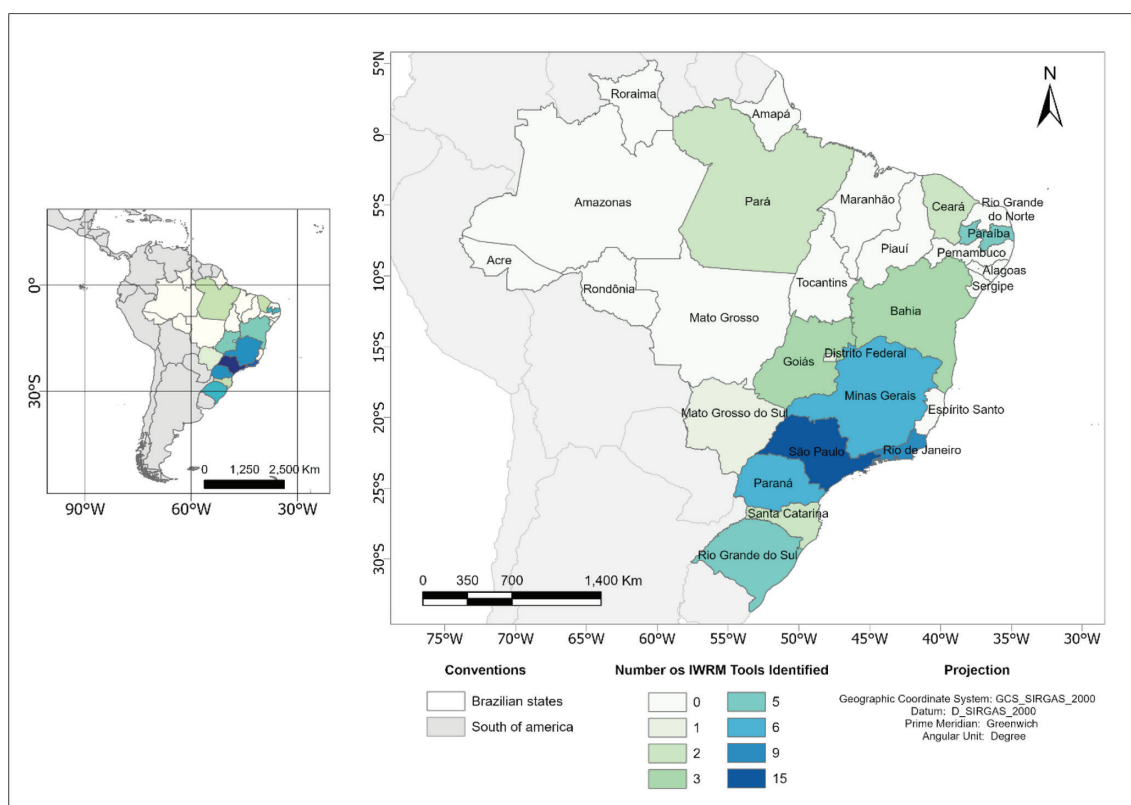 0°
30°S
0 1,250 2,500 Km
90°W 60°W 30°W
5°N
0°
5°S
10°S
15°S
20°S
25°S
30°S
N
Roraima
Amapá
Amazonas
Pará
Maranhão
Ceará
Rio Grande
do Norte
Paraíba
Piauí
Pernambuco
Acre
Alagoas
Rondônia
Tocantins
Sergipe
Mato Grosso
Bahia
Distrito Federal
Goiás
Minas Gerais
Mato Grosso do Sul
Espírito Santo
São Paulo
Rio de Janeiro
Paraná
Santa Catarina
Rio Grande do Sul
0 350 700 1,400 Km
75°W 70°W 65°W 60°W 55°W 50°W 45°W 40°W 35°W 30°W
Conventions
Brazilian states
South of america
Number os IWRM Tools Identified
0
1
2
3
5
6
9
15
Projection
Geographic Coordinate System: GCS_SIRGAS_2000
Datum: D_SIRGAS_2000
Prime Meridian: Greenwich
Angular Unit: Degree